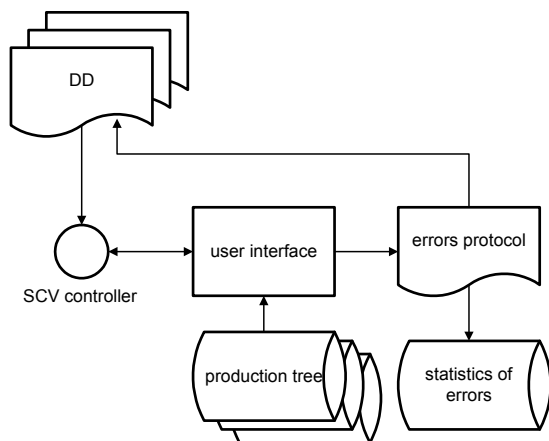 DD
user interface
errors protocol
SCV controller
production tree
statistics of
errors